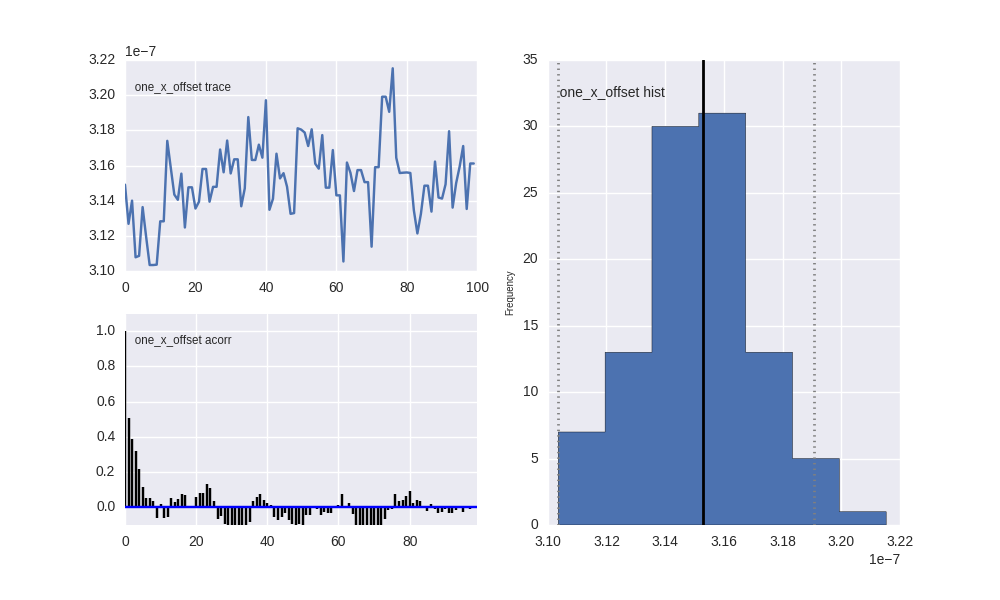 1e−7
3.22
3.20
3.18
3.16
3.14
3.12
3.10
one_x_offset trace
0 20 40 60 80 100
1.0
0.8
0.6
0.4
0.2
0.0
one_x_offset acorr
0 20 40 60 80
Frequency
35
30
25
20
15
10
5
0
one_x_offset hist
3.10 3.12 3.14 3.16 3.18 3.20 3.22
1e−7